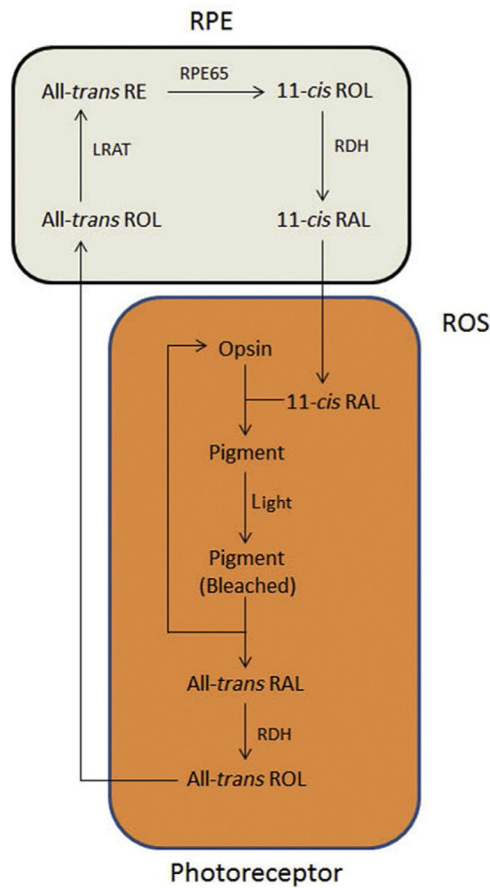 RPE
All-trans RE
RPE65
11-cis ROL
LRAT
RDH
All-trans ROL
11-cis RAL
ROS
Opsin
11-cis RAL
Pigment
Light
Pigment
(Bleached)
All-trans RAL
RDH
All-trans ROL
Photoreceptor